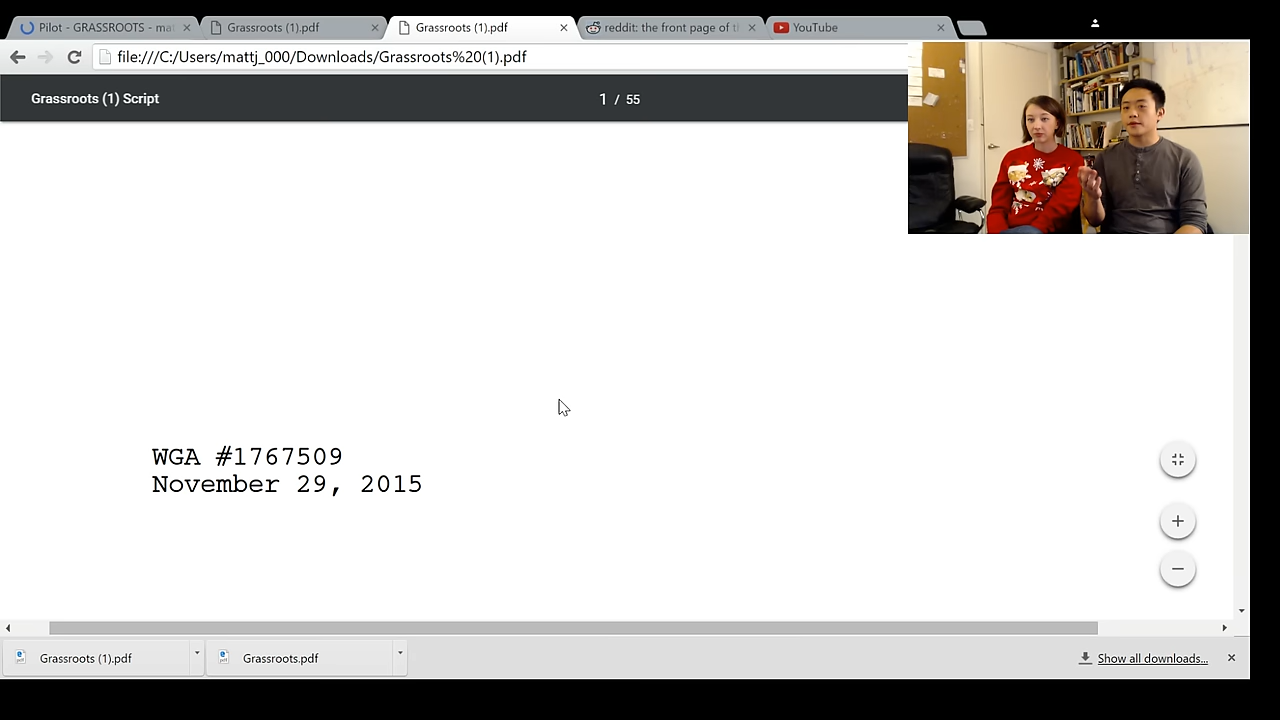 Pilot - GRASSROOTS - mat
Grassroots (1).pdf
Grassroots (1).pdf
reddit: the front page of th
YouTube
file:///C:/Users/mattj_000/Downloads/Grassroots%20(1).pdf
Grassroots (1) Script
1 / 55
WGA #1767509
November 29, 2015
Grassroots (1).pdf
Grassroots.pdf
Show all downloads...